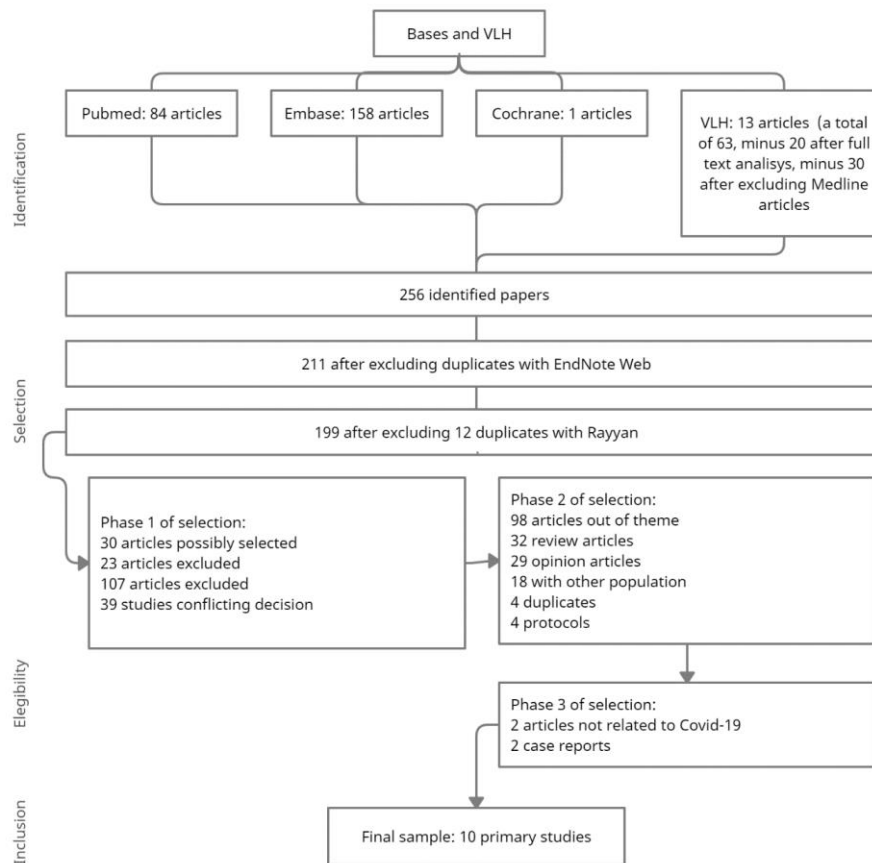 Bases and VLH
Pubmed: 84 articles
Embase: 158 articles
Cochrane: 1 articles
VLH: 13 articles (a total
of 63, minus 20 after full
text analisys, minus 30
after excluding Medline
articles
Identification
256 identified papers
211 after excluding duplicates with EndNote Web
Selection
199 after excluding 12 duplicates with Rayyan
Phase 1 of selection:
30 articles possibly selected
23 articles excluded
107 articles excluded
39 studies conflicting decision
Phase 2 of selection:
98 articles out of theme
32 review articles
29 opinion articles
18 with other population
4 duplicates
4 protocols
Elegibility
Phase 3 of selection:
2 articles not related to Covid-19
2 case reports
Inclusion
Final sample: 10 primary studies